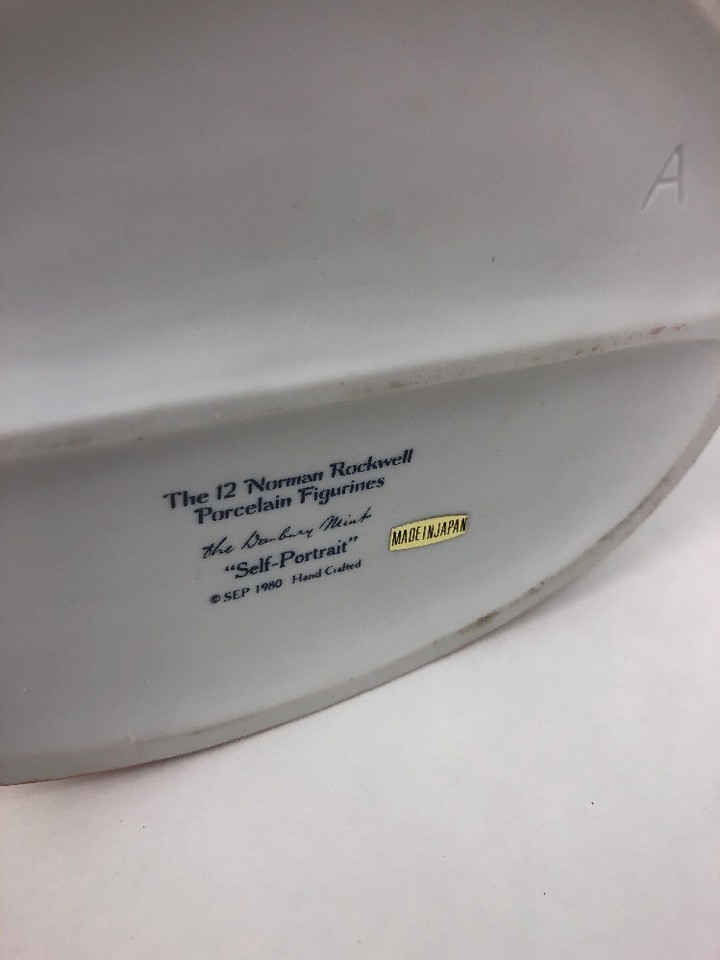 A
The 12 Norman Rockwell
Porcelain Figurines
The Danbury Mint
"Self-Portrait"
© SEP 1980 Hand Crafted
MADE IN JAPAN